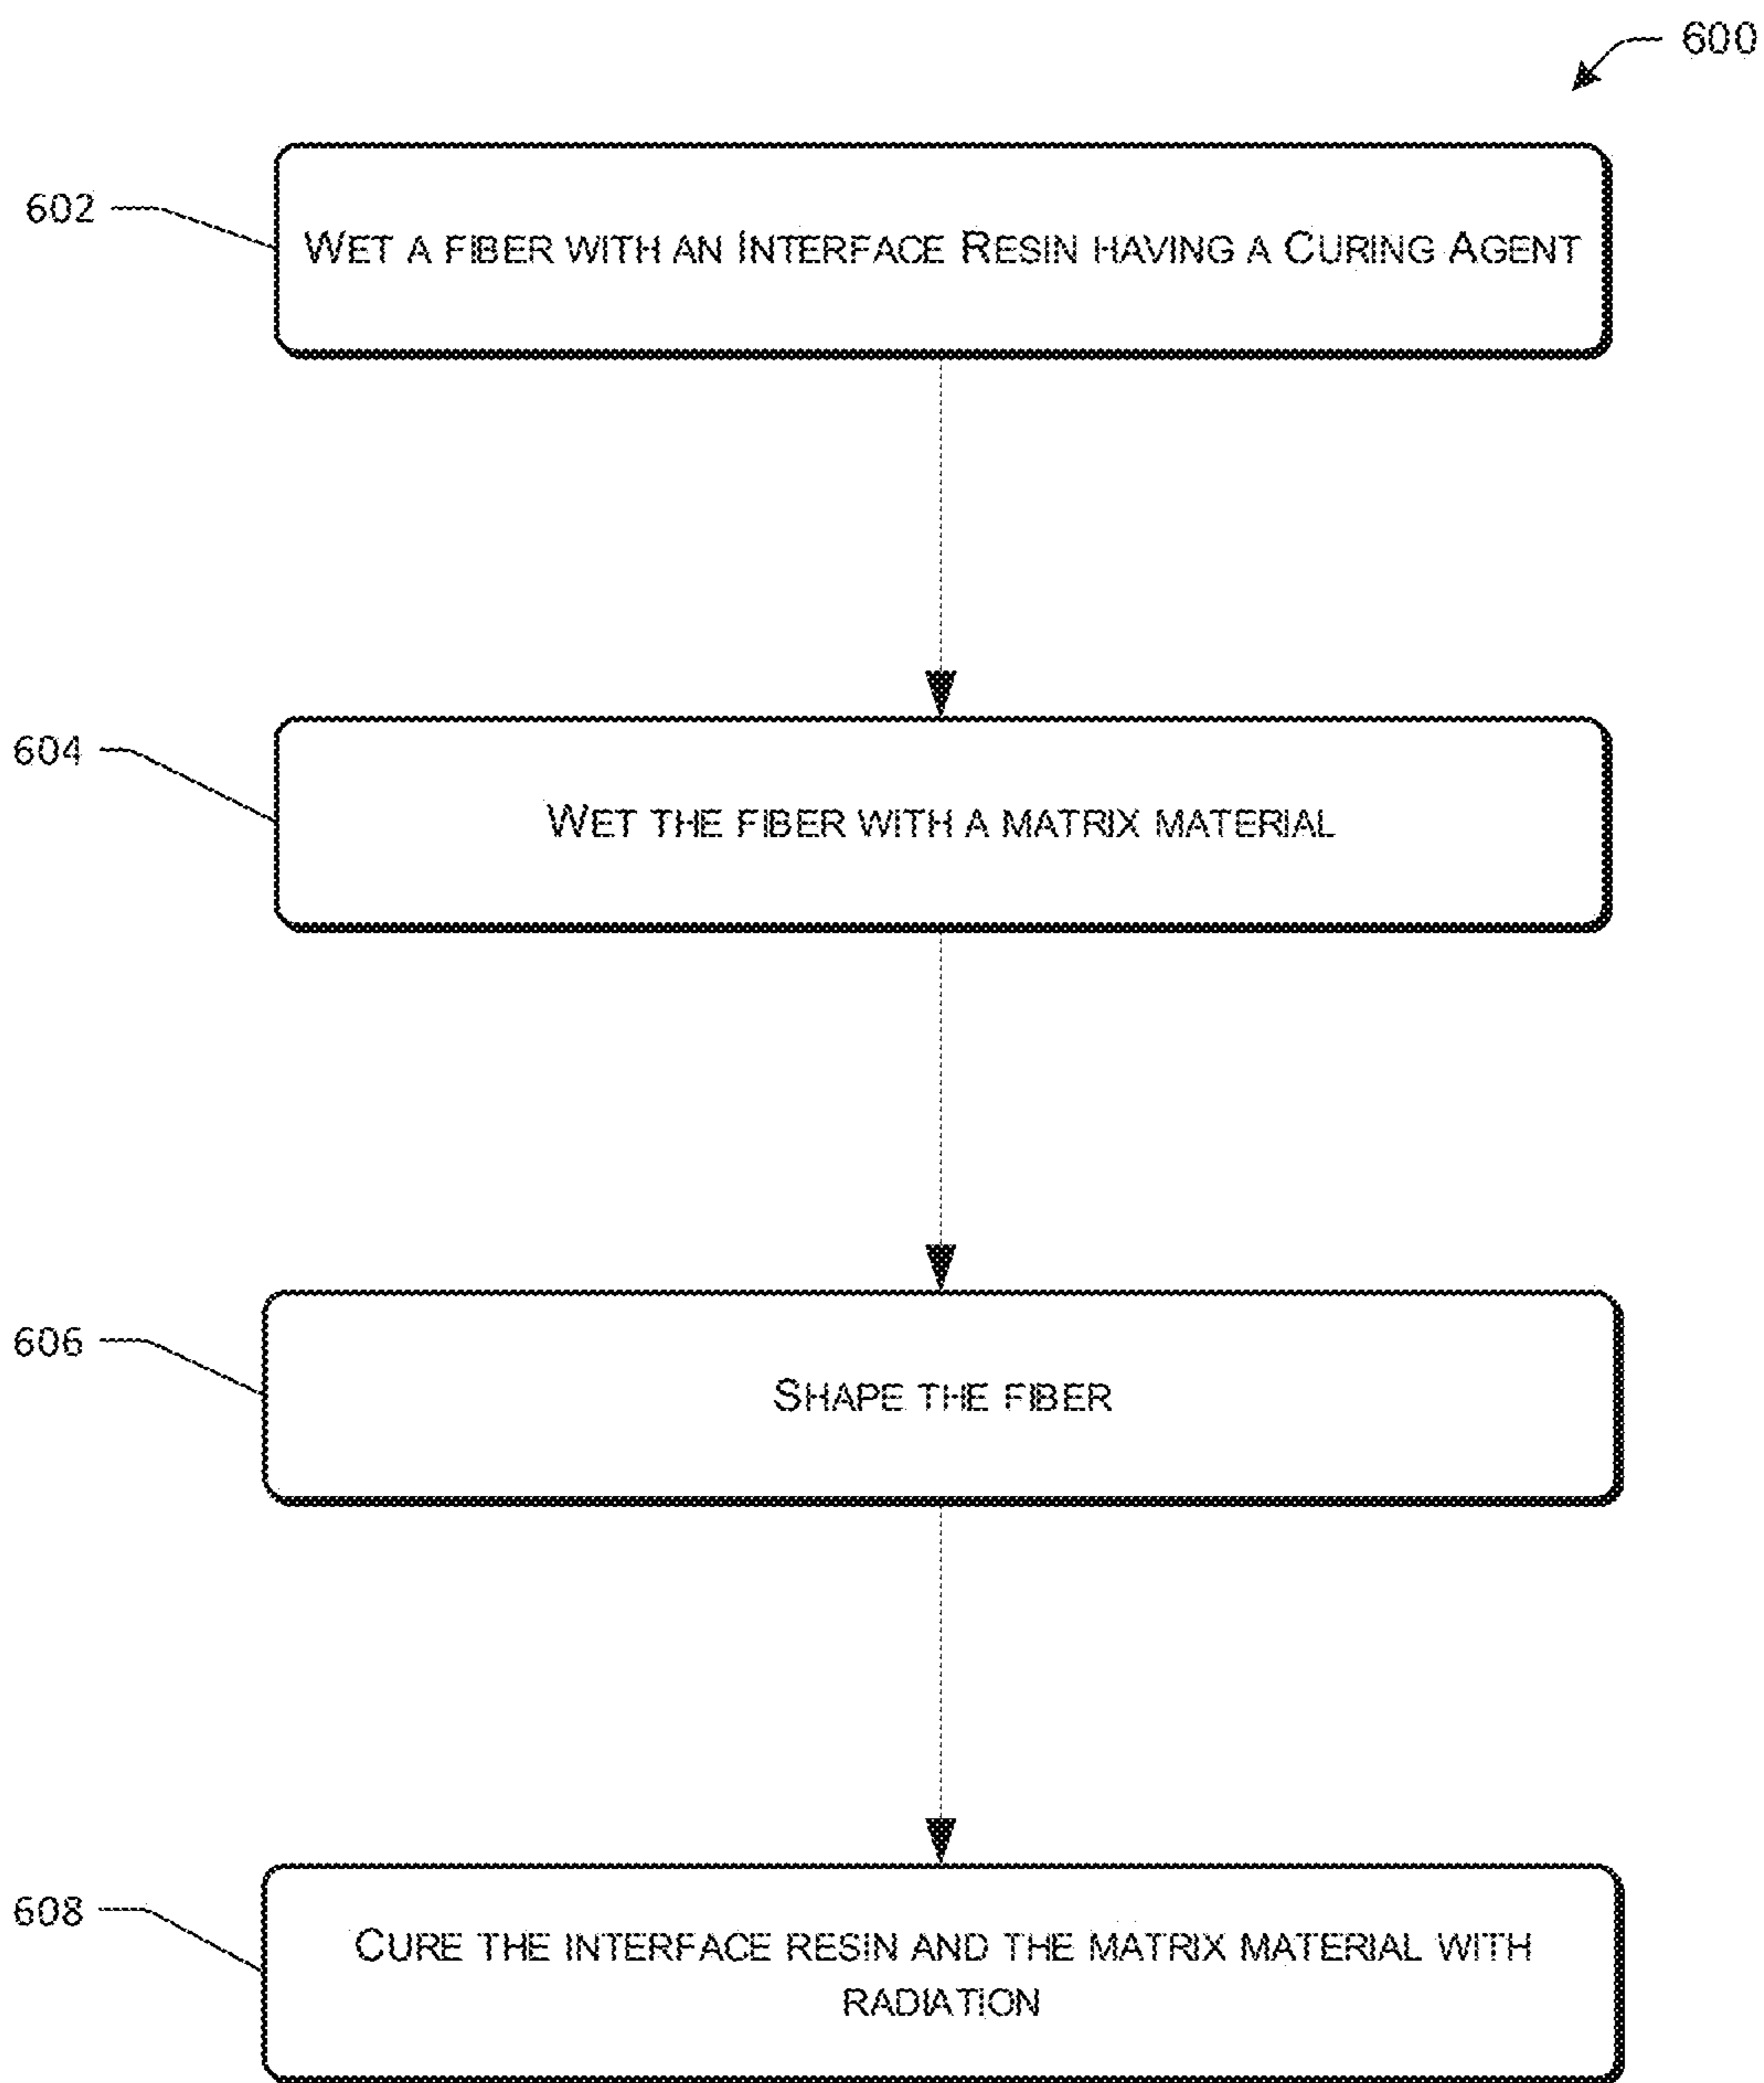 600
602
WET A FIBER WITH AN INTERFACE RESIN HAVING A CURING AGENT
604
WET THE FIBER WITH A MATRIX MATERIAL
606
SHAPE THE FIBER
608
CURE THE INTERFACE RESIN AND THE MATRIX MATERIAL WITH
RADIATION